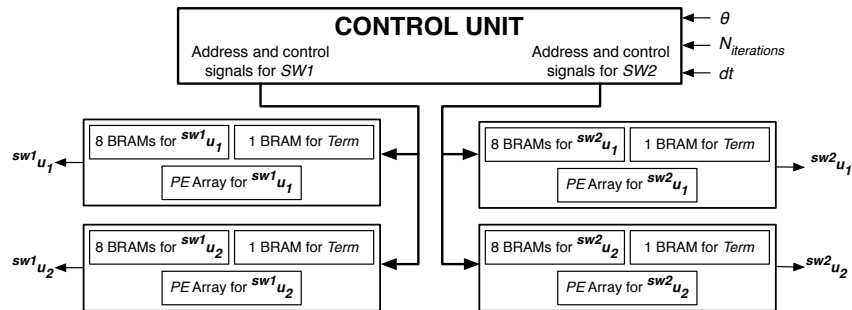 CONTROL UNIT
θ
Address and control signals for SW1
Address and control signals for SW2
N_iterations
dt
8 BRAMs for sw1u1
1 BRAM for Term
PE Array for sw1u1
sw1u1
8 BRAMs for sw2u1
1 BRAM for Term
PE Array for sw2u1
sw2u1
8 BRAMs for sw1u2
1 BRAM for Term
PE Array for sw1u2
sw1u2
8 BRAMs for sw2u2
1 BRAM for Term
PE Array for sw2u2
sw2u2